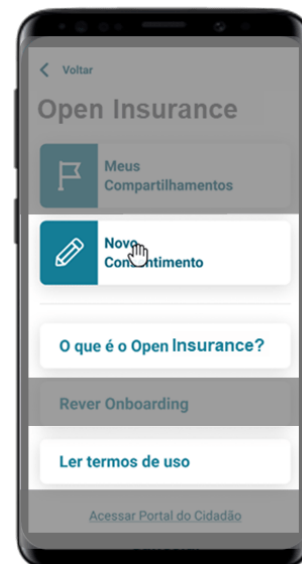 Voltar
Open Insurance
Meus
Compartilhamentos
Novo
Consentimento
O que é o Open Insurance?
Rever Onboarding
Ler termos de uso
Acessar Portal do Cidadão